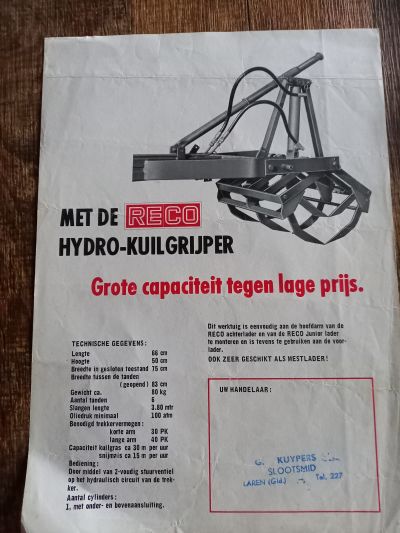 MET DE RECO
HYDRO-KUILGRIJPER
Grote capaciteit tegen lage prijs.
TECHNISCHE GEGEVENS:
Lengte 66 cm
Hoogte 50 cm
Breedte in gesloten toestand 75 cm
Breedte tussen de tanden
(geopend) 83 cm
Gewicht ca. 80 kg
Aantal tanden 6
Slangen lengte 3.80 mtr
Oliedruk minimaal 100 atm
Benodigd trekkervermogen:
korte arm 30 PK
lange arm 40 PK
Capaciteit kuilgras ca 30 m per uur
snijmais ca 15 m per uur
Bediening:
Door middel van 2-voudig stuurventiel
op het hydraulisch circuit van de trek-
ker.
Aantal cylinders:
1, met onder- en bovenaansluiting.
Dit werktuig is eenvoudig aan de hoofdarm van de
RECO achterlader en van de RECO Junior lader
te monteren en is tevens te gebruiken aan de voor-
lader.
OOK ZEER GESCHIKT ALS MESTLADER!
UW HANDELAAR:
G. KUYPERS
SLOOTSMID
LAREN (Gld.) Tel. 227